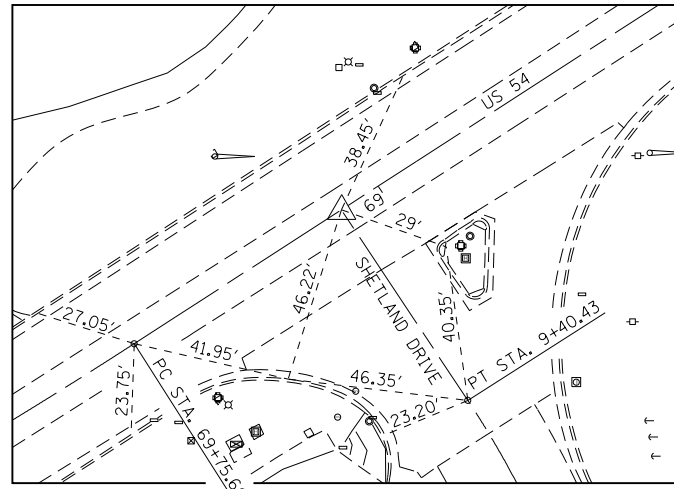 US 54
38.45'
69'
29'
SHETLAND DRIVE
46.22'
40.35'
27.05'
41.95'
46.35'
PT STA. 9+40.43
23.75'
23.20'
PC STA. 69+75.6